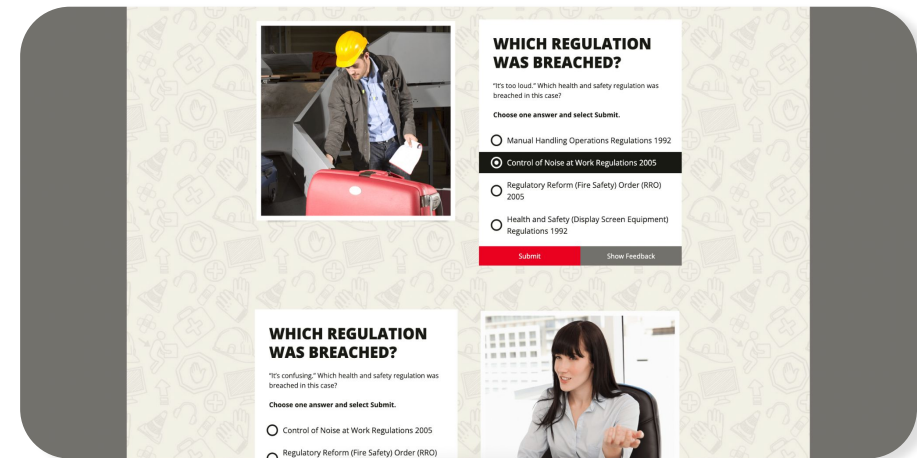 WHICH REGULATION
WAS BREACHED?
"It's too loud." Which health and safety regulation was
breached in this case?
Choose one answer and select Submit.
Manual Handling Operations Regulations 1992
Control of Noise at Work Regulations 2005
Regulatory Reform (Fire Safety) Order (RRO)
2005
Health and Safety (Display Screen Equipment)
Regulations 1992
Submit
Show Feedback
WHICH REGULATION
WAS BREACHED?
"It's confusing." Which health and safety regulation was
breached in this case?
Choose one answer and select Submit.
Control of Noise at Work Regulations 2005
Regulatory Reform (Fire Safety) Order (RRO)